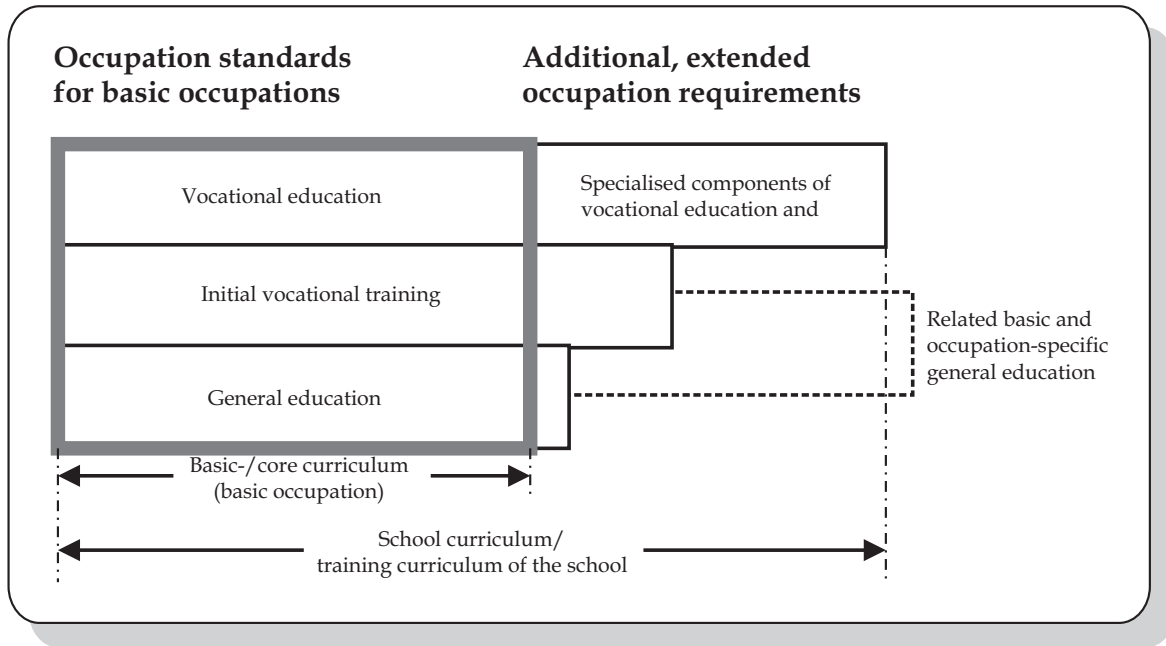 Occupation standards
for basic occupations
Additional, extended
occupation requirements
Vocational education
Specialised components of
vocational education and
Initial vocational training
Related basic and
occupation-specific
general education
General education
Basic-/core curriculum
(basic occupation)
School curriculum/
training curriculum of the school